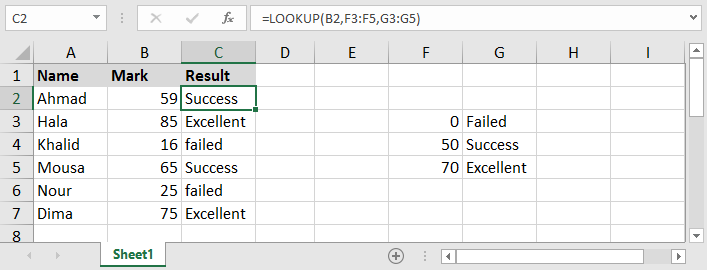 C2 fx =LOOKUP(B2,F3:F5,G3:G5)
A B C D E F G H I
1 Name Mark Result
2 Ahmad 59 Success
3 Hala 85 Excellent 0 Failed
4 Khalid 16 failed 50 Success
5 Mousa 65 Success 70 Excellent
6 Nour 25 failed
7 Dima 75 Excellent
8
Sheet1